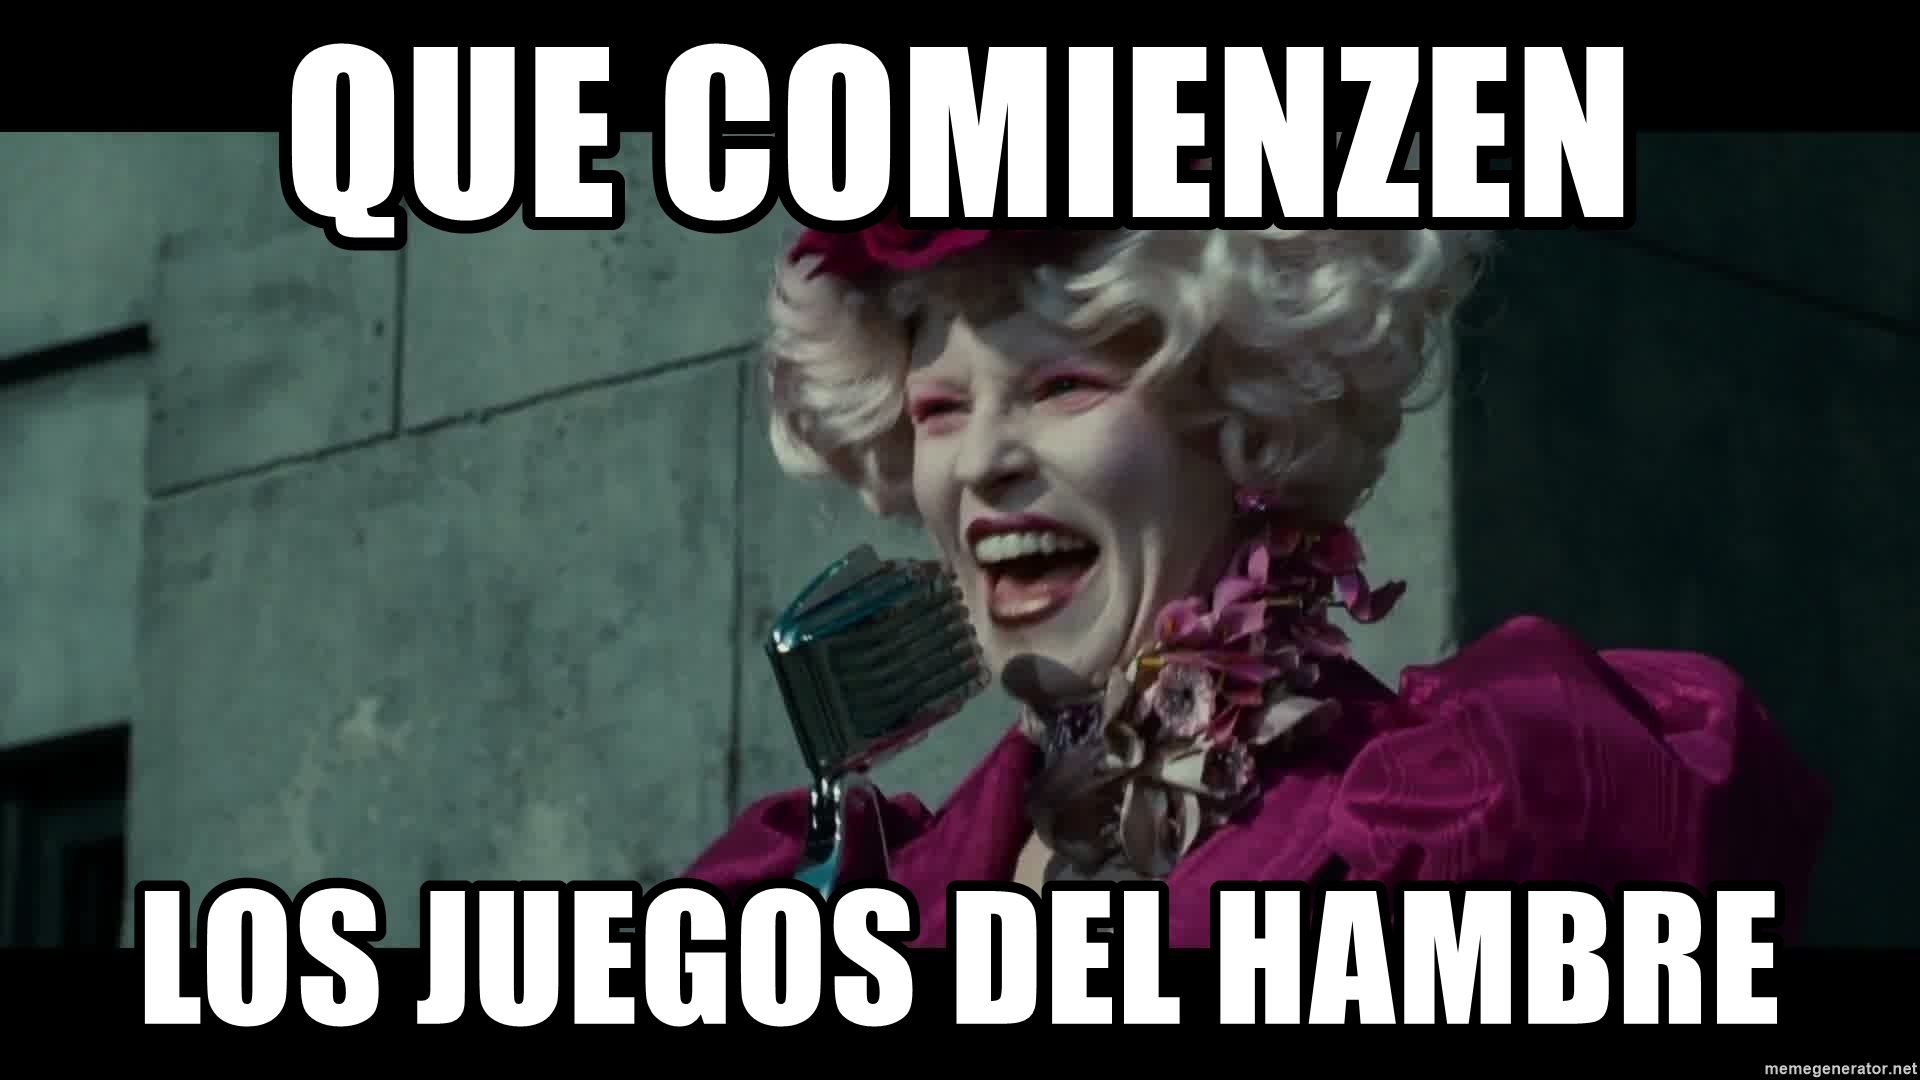 QUE COMIENZEN
LOS JUEGOS DEL HAMBRE
memegenerator.net